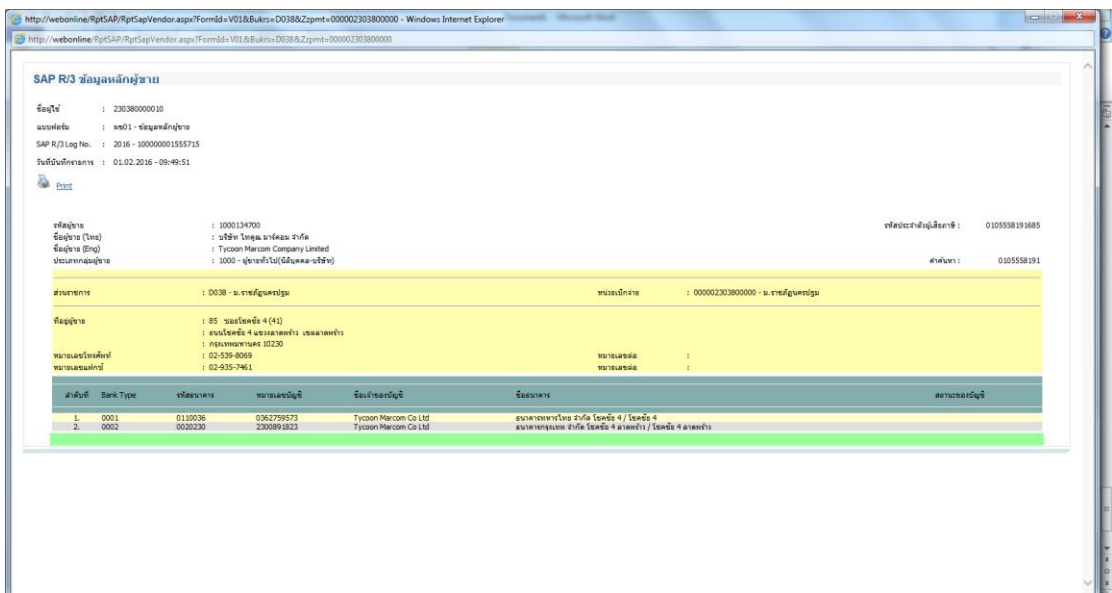 http://webonline/RptSAP/RptSapVendor.aspx?FormId=V01&Bukrs=D038&Zzpmt=000002303800000 - Windows Internet Explorer
http://webonline/RptSAP/RptSapVendor.aspx?FormId=V01&Bukrs=D038&Zzpmt=000002303800000
SAP R/3 ข้อมูลหลักผู้ขาย
ชื่อผู้ใช้ : 230380000010
แบบฟอร์ม : ผข01 - ข้อมูลหลักผู้ขาย
SAP R/3 Log No. : 2016 - 100000001555715
วันที่บันทึกรายการ : 01.02.2016 - 09:49:51
Print
รหัสผู้ขาย : 1000134700 รหัสประจำตัวผู้เสียภาษี : 0105558191685
ชื่อผู้ขาย (ไทย) : บริษัท ไทคูณ มาร์คอม จำกัด
ชื่อผู้ขาย (Eng) : Tycoon Marcom Company Limited
ประเภทกลุ่มผู้ขาย : 1000 - ผู้ขายทั่วไป(นิติบุคคล-บริษัท) คำค้นหา : 0105558191
ส่วนราชการ : D038 - ม.ราชภัฏนครปฐม หน่วยเบิกจ่าย : 000002303800000 - ม.ราชภัฏนครปฐม
ที่อยู่ผู้ขาย : 85 ซอยโชคชัย 4 (41)
: ถนนโชคชัย 4 แขวงลาดพร้าว เขตลาดพร้าว
: กรุงเทพมหานคร 10230
หมายเลขโทรศัพท์ : 02-539-8069 หมายเลขต่อ :
หมายเลขแฟกซ์ : 02-935-7461 หมายเลขต่อ :
ลำดับที่ Bank Type รหัสธนาคาร หมายเลขบัญชี ชื่อเจ้าของบัญชี ชื่อธนาคาร สถานะของบัญชี
1. 0001 0110036 0362759573 Tycoon Marcom Co Ltd ธนาคารทหารไทย จำกัด โชคชัย 4 / โชคชัย 4
2. 0002 0020230 2300891823 Tycoon Marcom Co Ltd ธนาคารกรุงเทพ จำกัด โชคชัย 4 ลาดพร้าว / โชคชัย 4 ลาดพร้าว